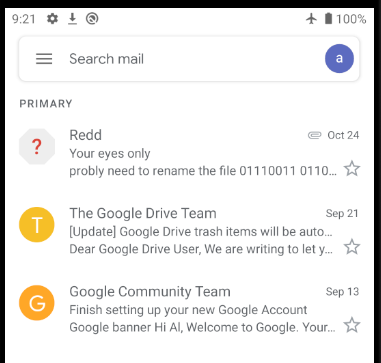 9:21 100%
Search mail a
PRIMARY
? Redd Oct 24
Your eyes only
probly need to rename the file 01110011 0110...
T The Google Drive Team Sep 21
[Update] Google Drive trash items will be auto...
Dear Google Drive User, We are writing to let y...
G Google Community Team Sep 13
Finish setting up your new Google Account
Google banner Hi Al, Welcome to Google. Your...